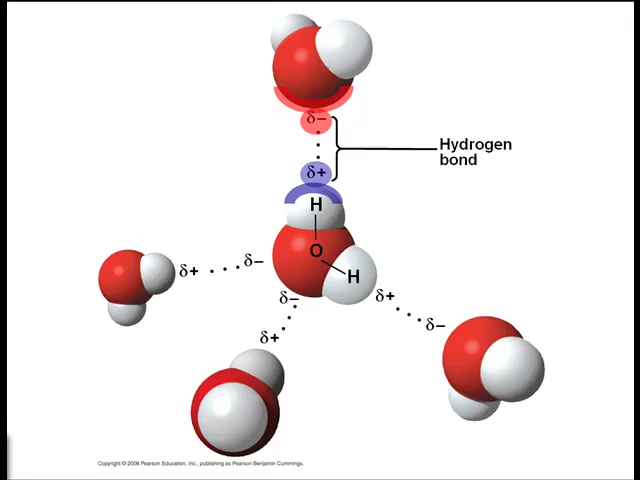 δ–
Hydrogen
bond
δ+
H
O
H
δ+
δ–
δ–
δ+
δ–
δ+
Copyright © 2008 Pearson Education, Inc., publishing as Pearson Benjamin Cummings.